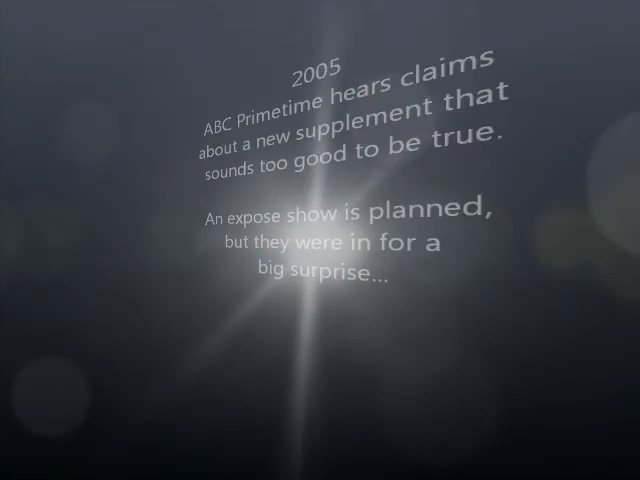 2005
ABC Primetime hears claims
about a new supplement that
sounds too good to be true.
An expose show is planned,
but they were in for a
big surprise...